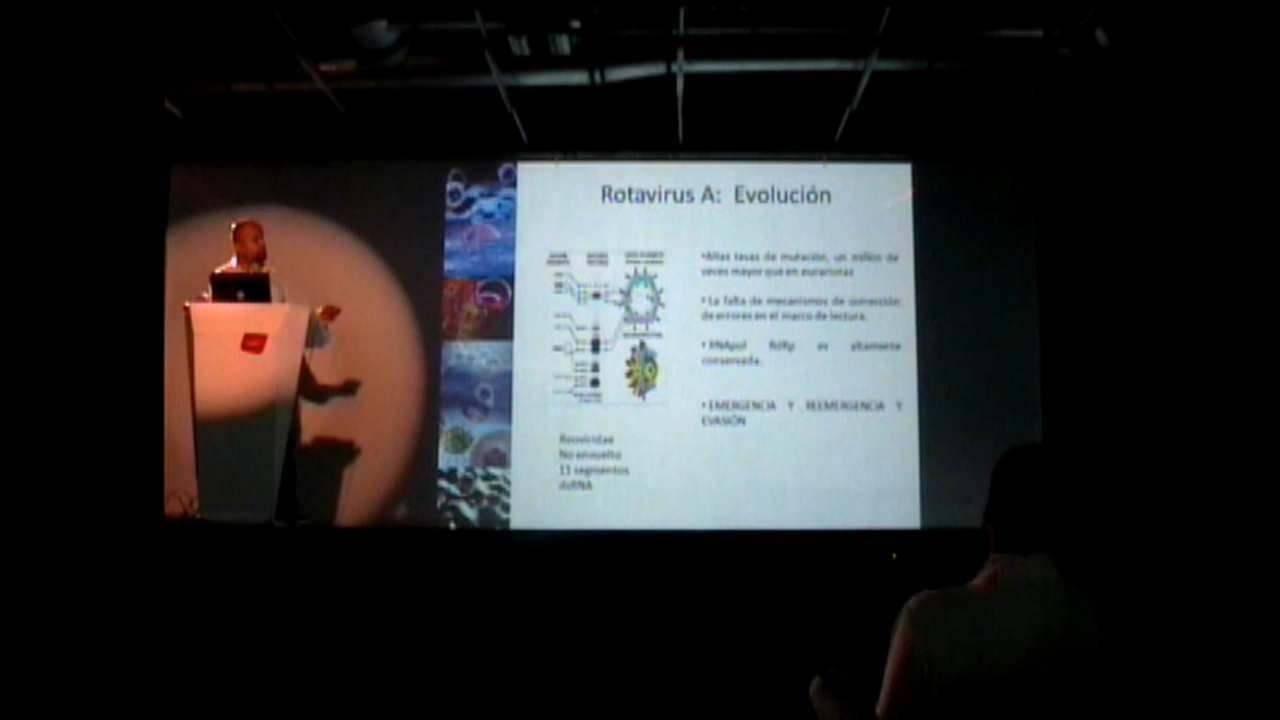 Rotavirus A: Evolución
•Altas tasas de mutación, un millón de
veces mayor que en eucariotas
• La falta de mecanismos de corrección
de errores en el marco de lectura.
• RNApol RdRp es altamente
conservada.
• EMERGENCIA Y REEMERGENCIA Y
EVASIÓN
Reoviridae
No envuelto
11 segmentos
dsRNA